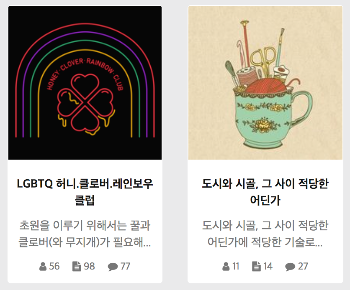 HONEY CLOVER RAINBOW CLUB
LGBTQ 허니.클로버.레인보우
클럽
초원을 이루기 위해서는 꿀과
클로버(와 무지개)가 필요해...
56 98 77
도시와 시골, 그 사이 적당한
어딘가
도시와 시골, 그 사이 적당한
어딘가에 적당한 기술로...
11 14 27